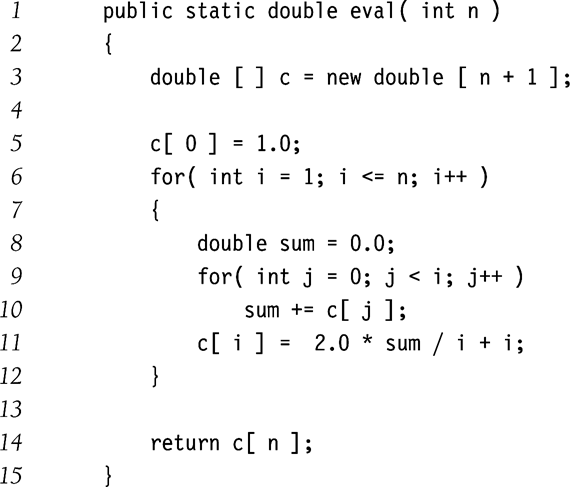 1 public static double eval( int n )
2 {
3 double [ ] c = new double [ n + 1 ];
4
5 c[ 0 ] = 1.0;
6 for( int i = 1; i <= n; i++ )
7 {
8 double sum = 0.0;
9 for( int j = 0; j < i; j++ )
10 sum += c[ j ];
11 c[ i ] = 2.0 * sum / i + i;
12 }
13
14 return c[ n ];
15 }